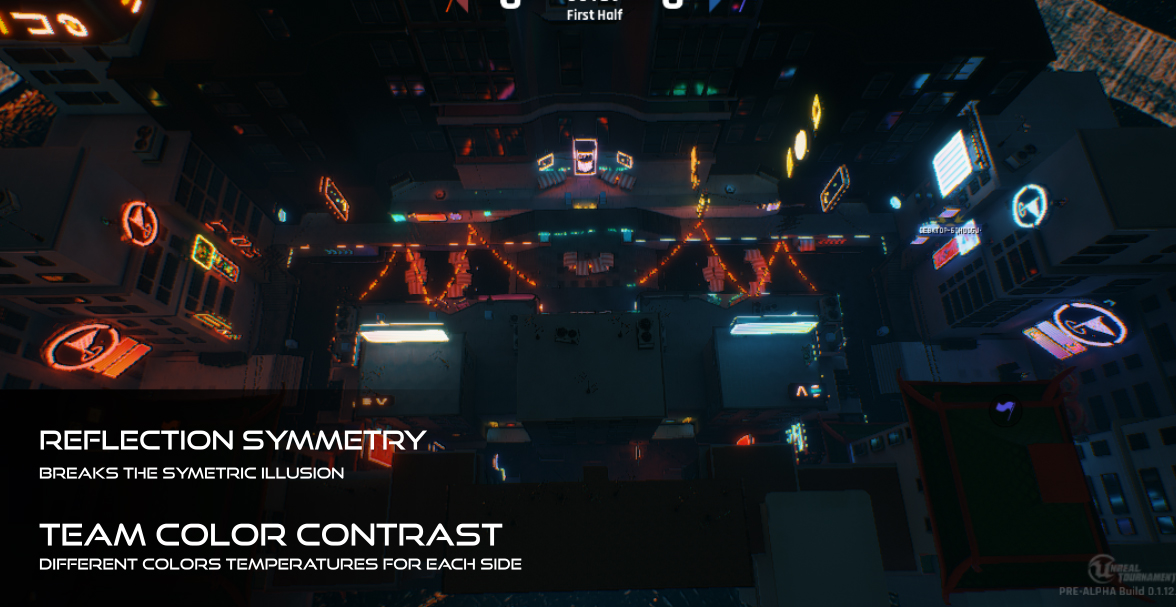 First Half
REFLECTION SYMMETRY
BREAKS THE SYMETRIC ILLUSION
TEAM COLOR CONTRAST
DIFFERENT COLORS TEMPERATURES FOR EACH SIDE
UNREAL
TOURNAMENT
PRE-ALPHA Build 0.1.12